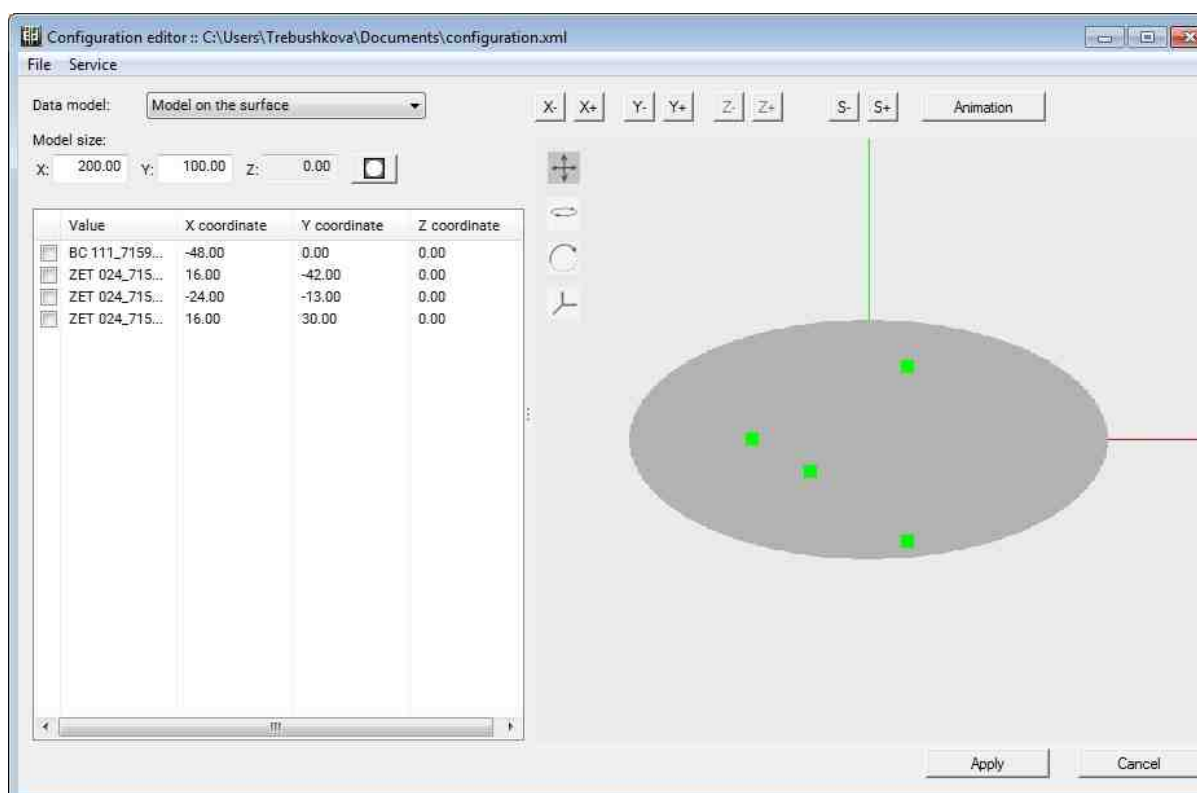 Configuration editor :: C:\Users\Trebushkova\Documents\configuration.xml
File Service
Data model: Model on the surface
X- X+ Y- Y+ Z- Z+ S- S+ Animation
Model size:
X: 200.00 Y: 100.00 Z: 0.00
Value X coordinate Y coordinate Z coordinate
BC 111_7159... -48.00 0.00 0.00
ZET 024_715... 16.00 -42.00 0.00
ZET 024_715... -24.00 -13.00 0.00
ZET 024_715... 16.00 30.00 0.00
Apply Cancel